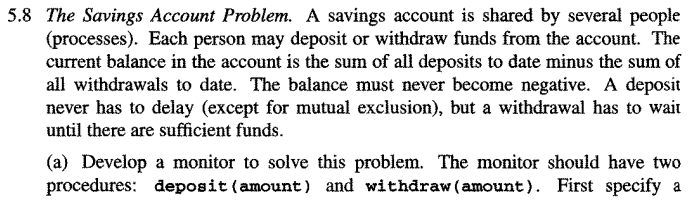 5.8 The Savings Account Problem. A savings account is shared by several people
(processes). Each person may deposit or withdraw funds from the account. The
current balance in the account is the sum of all deposits to date minus the sum of
all withdrawals to date. The balance must never become negative. A deposit
never has to delay (except for mutual exclusion), but a withdrawal has to wait
until there are sufficient funds.
(a) Develop a monitor to solve this problem. The monitor should have two
procedures: deposit(amount) and withdraw(amount). First specify a